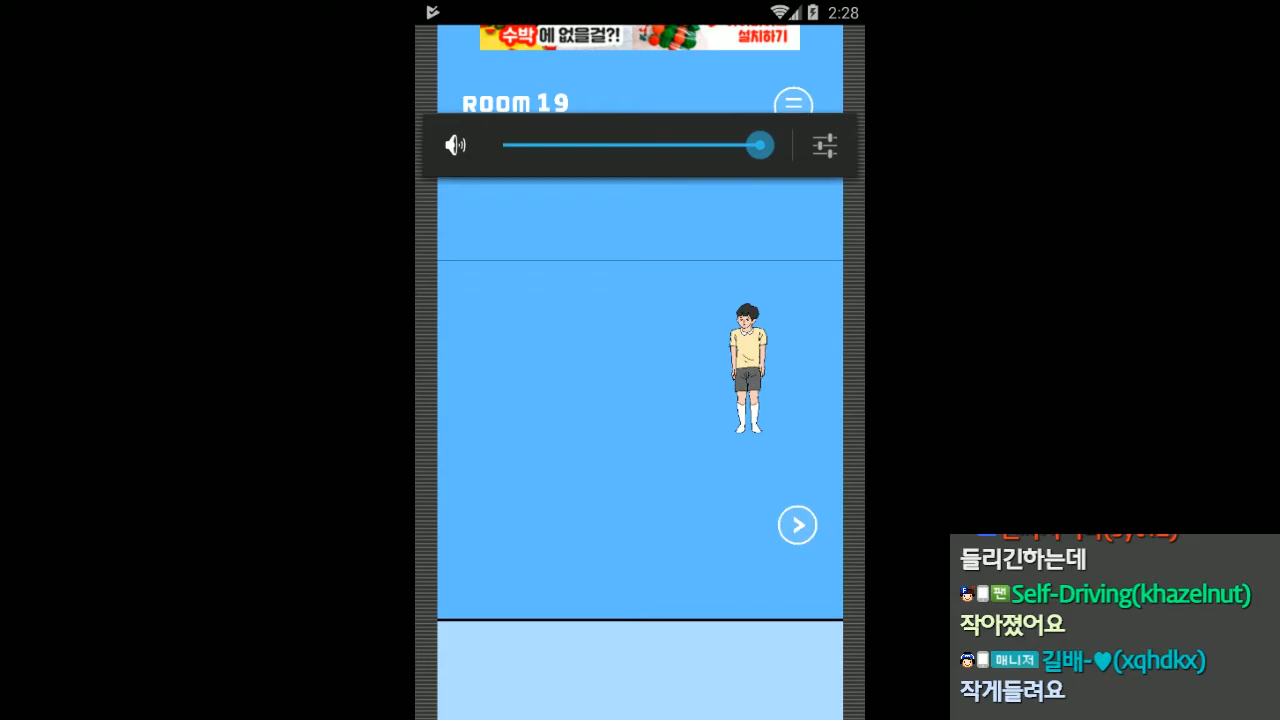 2:28
수박에 없을걸?!
설치하기
ROOM 19
들리긴하는데
팬 Self-Driving(khazelnut)
작아졌어요
매니저 길배-♥(xqhdkx)
작게들려요